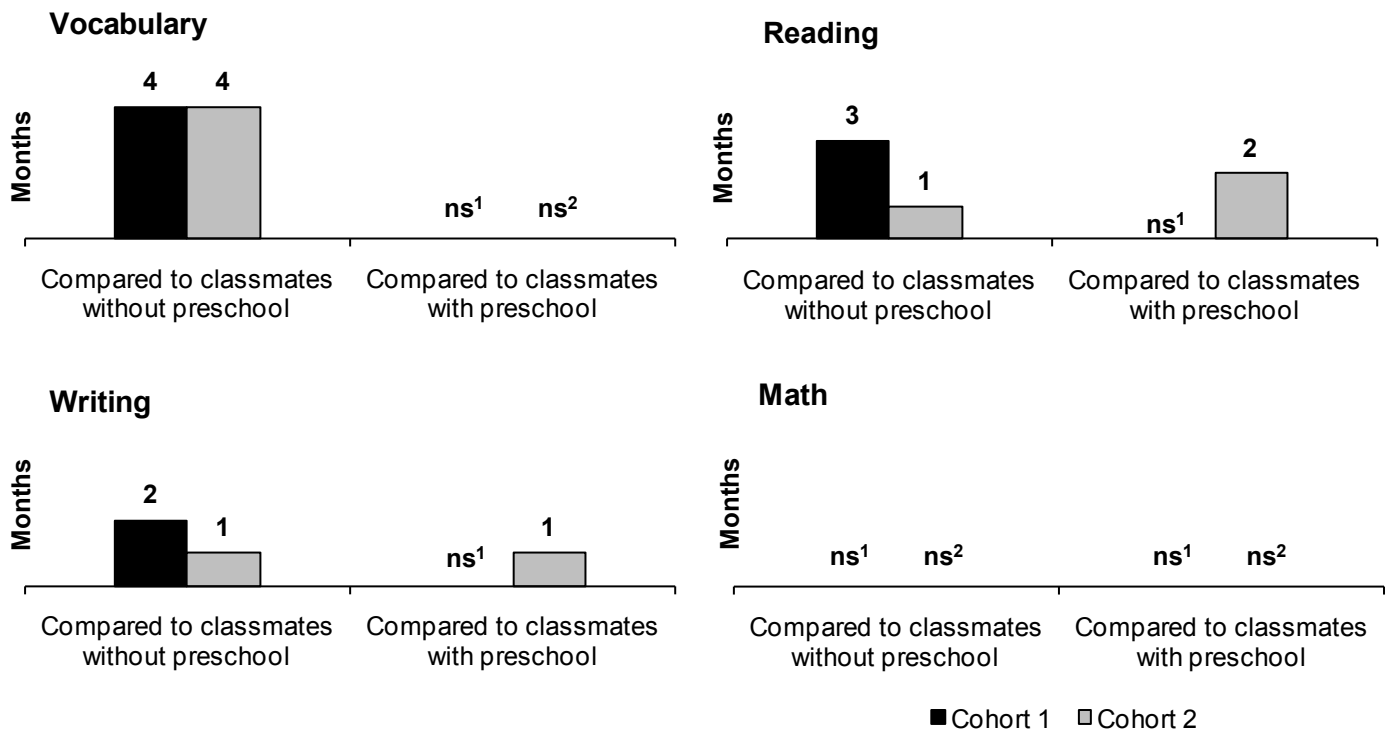 Vocabulary
Months
4 4
ns¹ ns²
Compared to classmates
without preschool
Compared to classmates
with preschool
Reading
Months
3
1
ns¹
2
Compared to classmates
without preschool
Compared to classmates
with preschool
Writing
Months
2
1
ns¹
1
Compared to classmates
without preschool
Compared to classmates
with preschool
Math
Months
ns¹ ns²
ns¹ ns²
Compared to classmates
without preschool
Compared to classmates
with preschool
Cohort 1 Cohort 2